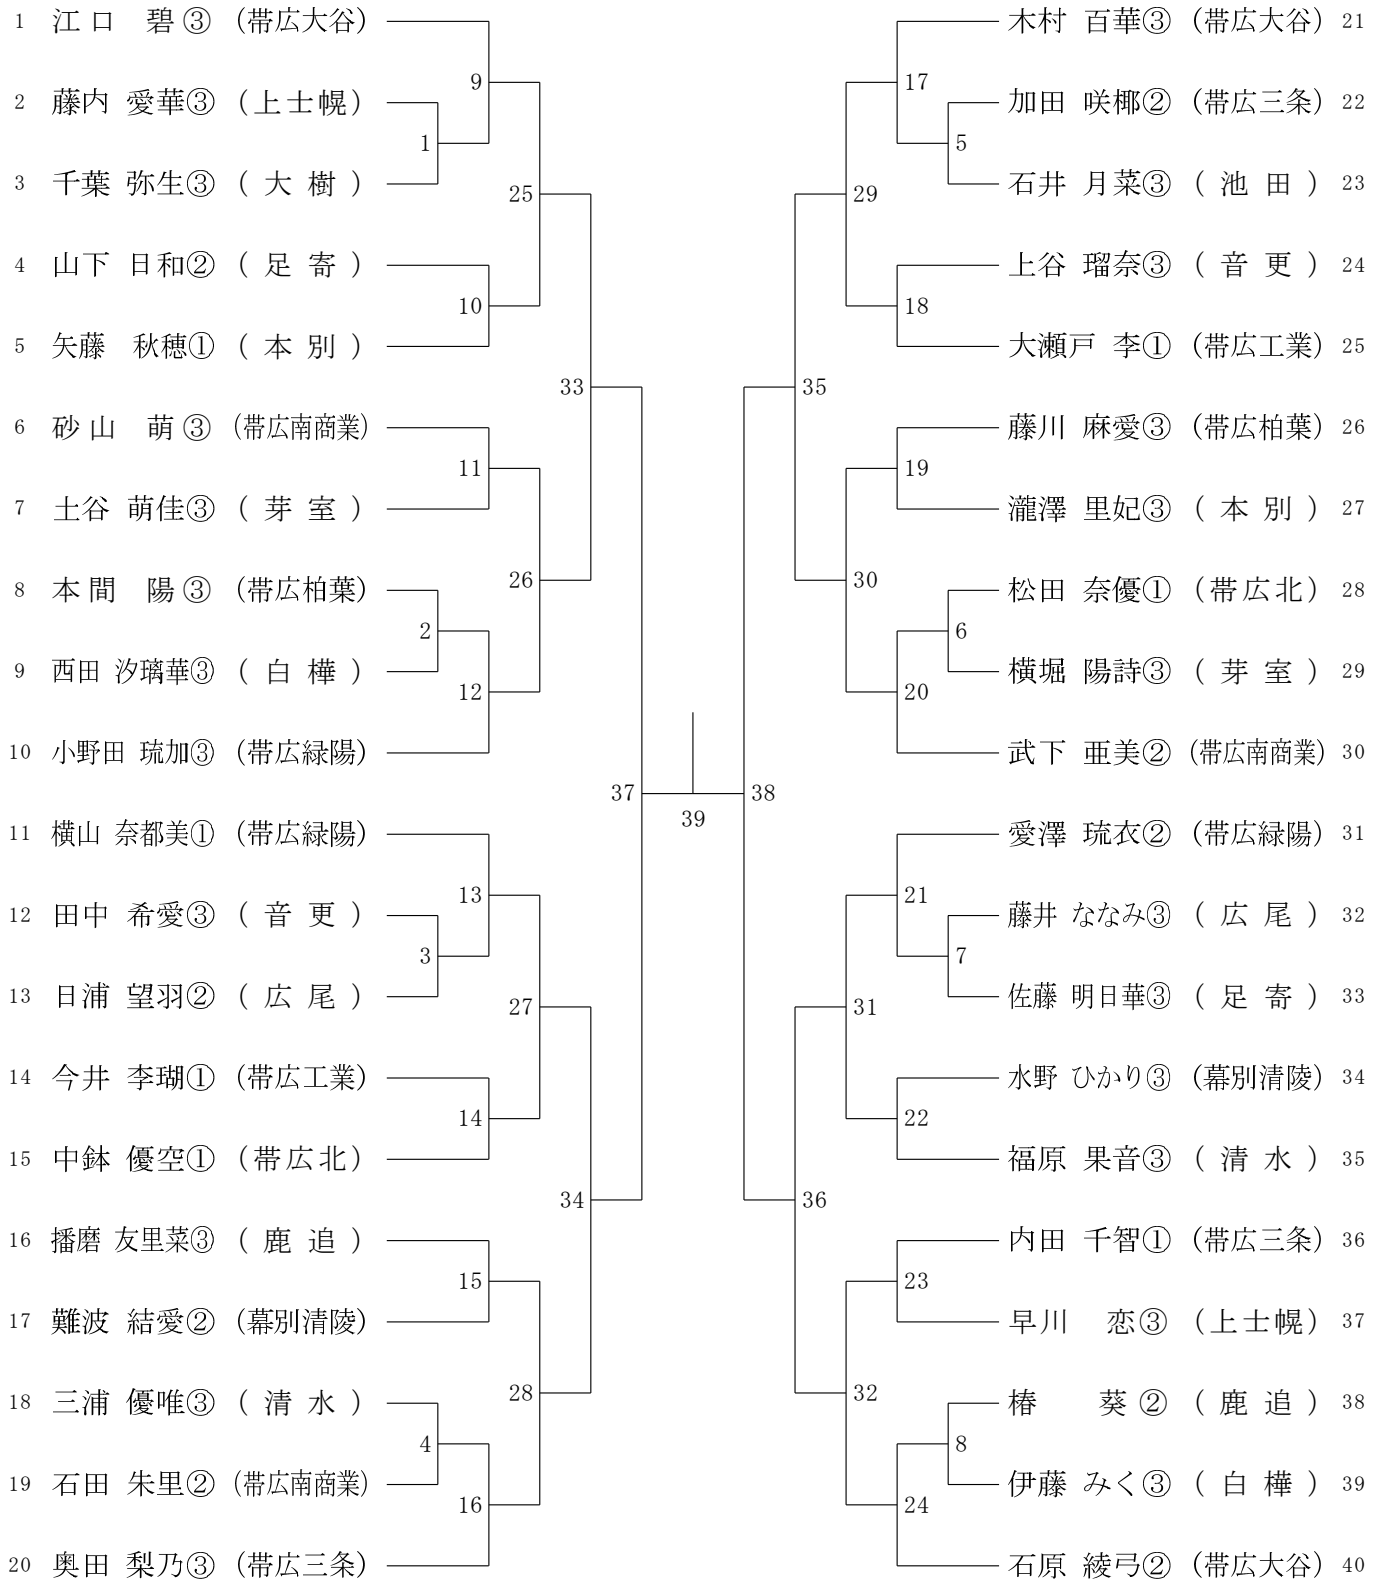 1 江口 碧③ (帯広大谷)
2 藤内 愛華③ (上士幌)
3 千葉 弥生③ (大樹)
4 山下 日和② (足寄)
5 矢藤 秋穂① (本別)
6 砂山 萌③ (帯広南商業)
7 土谷 萌佳③ (芽室)
8 本間 陽③ (帯広柏葉)
9 西田 汐璃華③ (白樺)
10 小野田 琉加③ (帯広緑陽)
11 横山 奈都美① (帯広緑陽)
12 田中 希愛③ (音更)
13 日浦 望羽② (広尾)
14 今井 李瑚① (帯広工業)
15 中鉢 優空① (帯広北)
16 播磨 友里菜③ (鹿追)
17 難波 結愛② (幕別清陵)
18 三浦 優唯③ (清水)
19 石田 朱里② (帯広南商業)
20 奥田 梨乃③ (帯広三条)
1
2
3
4
9
10
11
12
13
14
15
16
25
26
27
28
33
34
37
39
38
35
36
29
30
31
32
17
18
19
20
21
22
23
24
5
6
7
8
木村 百華③ (帯広大谷) 21
加田 咲椰② (帯広三条) 22
石井 月菜③ (池田) 23
上谷 瑠奈③ (音更) 24
大瀬戸 李① (帯広工業) 25
藤川 麻愛③ (帯広柏葉) 26
瀧澤 里妃③ (本別) 27
松田 奈優① (帯広北) 28
横堀 陽詩③ (芽室) 29
武下 亜美② (帯広南商業) 30
愛澤 琉衣② (帯広緑陽) 31
藤井 ななみ③ (広尾) 32
佐藤 明日華③ (足寄) 33
水野 ひかり③ (幕別清陵) 34
福原 果音③ (清水) 35
内田 千智① (帯広三条) 36
早川 恋③ (上士幌) 37
椿 葵② (鹿追) 38
伊藤 みく③ (白樺) 39
石原 綾弓② (帯広大谷) 40